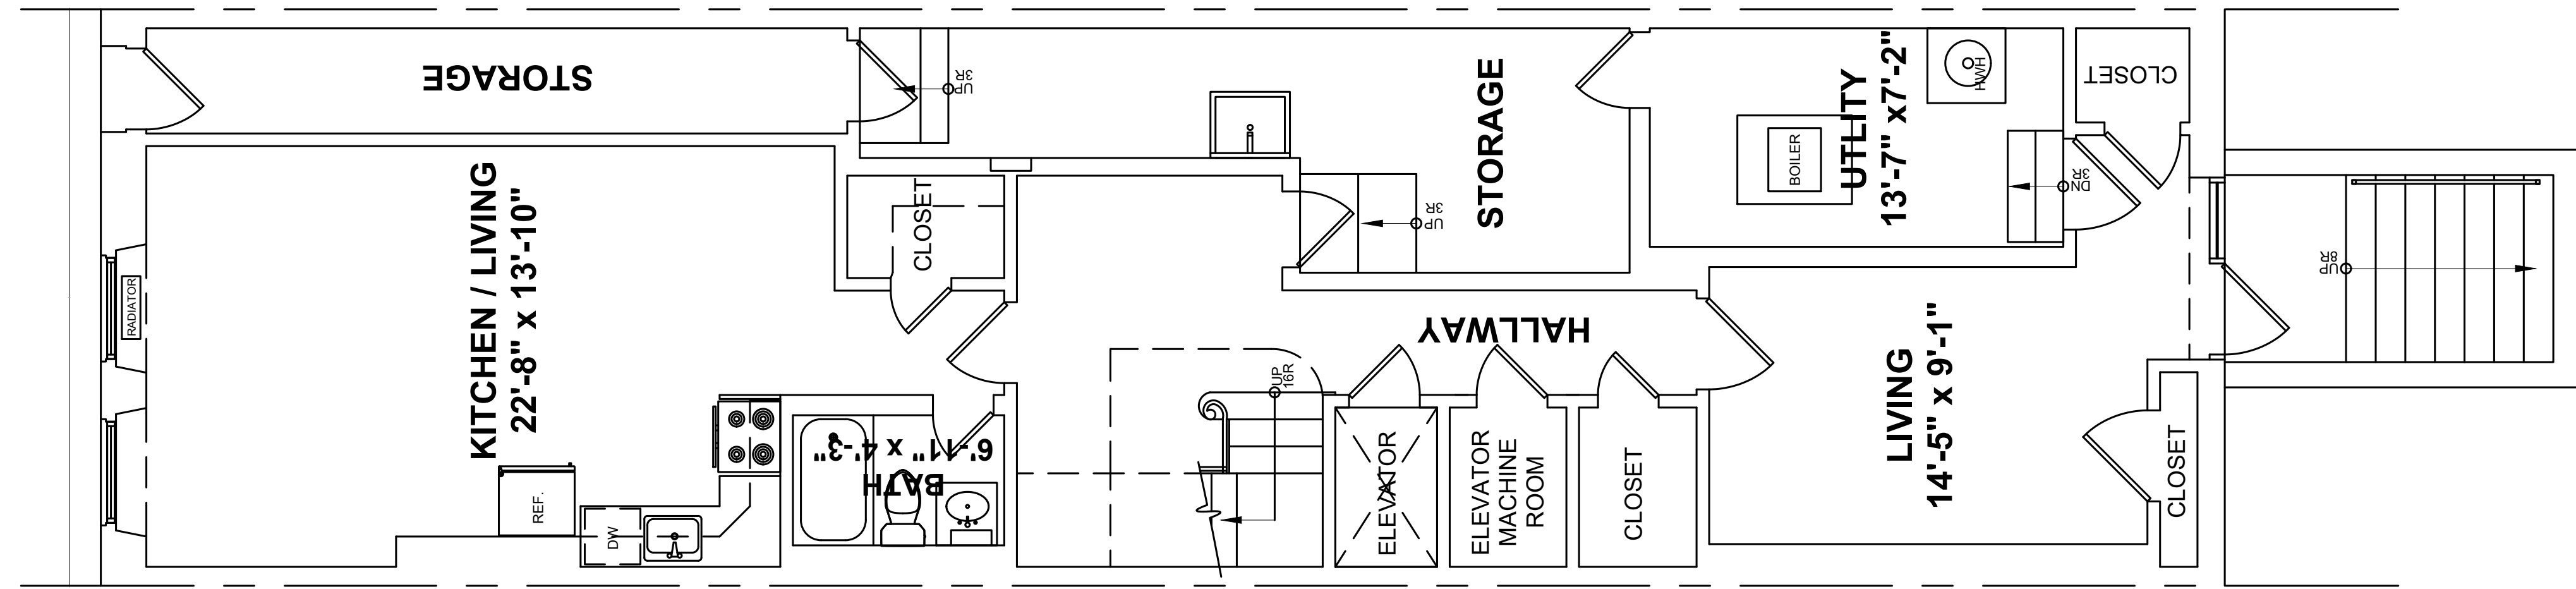 STORAGE
UP
3R
STORAGE
UTLITY
13'-7" x7'-2"
HWH
BOILER
CLOSET
DN
3R
KITCHEN / LIVING
22'-8" x 13'-10"
RADIATOR
CLOSET
UP
3R
UP
8R
HALLWAY
UP
16R
LIVING
14'-5" x 9'-1"
CLOSET
REF.
DW
BATH
6'-11" x 4'-3"
ELEVATOR
ELEVATOR
MACHINE
ROOM
CLOSET